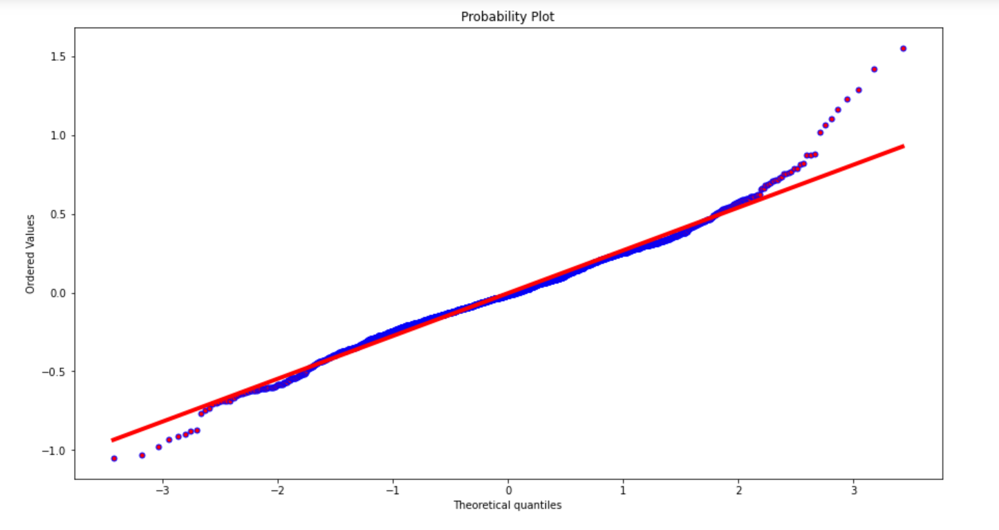 Probability Plot
1.5
1.0
0.5
0.0
−0.5
−1.0
Ordered Values
−3 −2 −1 0 1 2 3
Theoretical quantiles